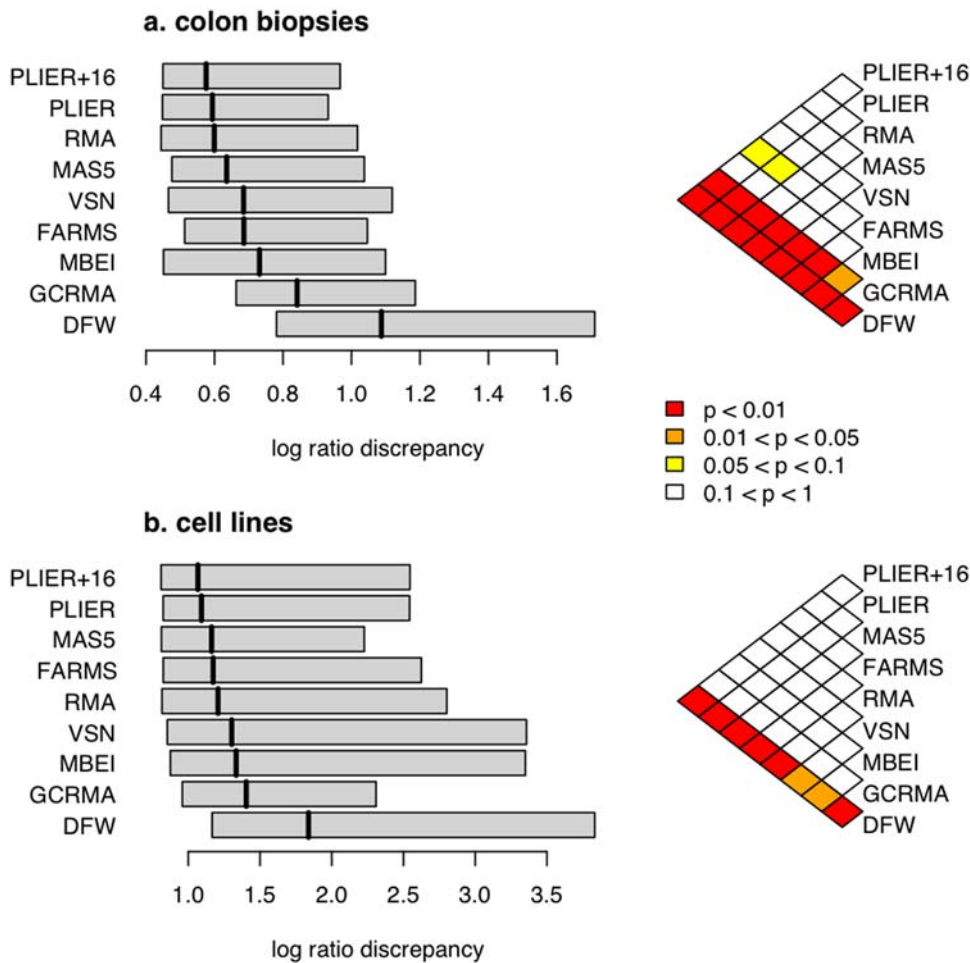 a. colon biopsies
PLIER+16
PLIER
RMA
MAS5
VSN
FARMS
MBEI
GCRMA
DFW
0.4 0.6 0.8 1.0 1.2 1.4 1.6
log ratio discrepancy
PLIER+16
PLIER
RMA
MAS5
VSN
FARMS
MBEI
GCRMA
DFW
p < 0.01
0.01 < p < 0.05
0.05 < p < 0.1
0.1 < p < 1
b. cell lines
PLIER+16
PLIER
MAS5
FARMS
RMA
VSN
MBEI
GCRMA
DFW
1.0 1.5 2.0 2.5 3.0 3.5
log ratio discrepancy
PLIER+16
PLIER
MAS5
FARMS
RMA
VSN
MBEI
GCRMA
DFW